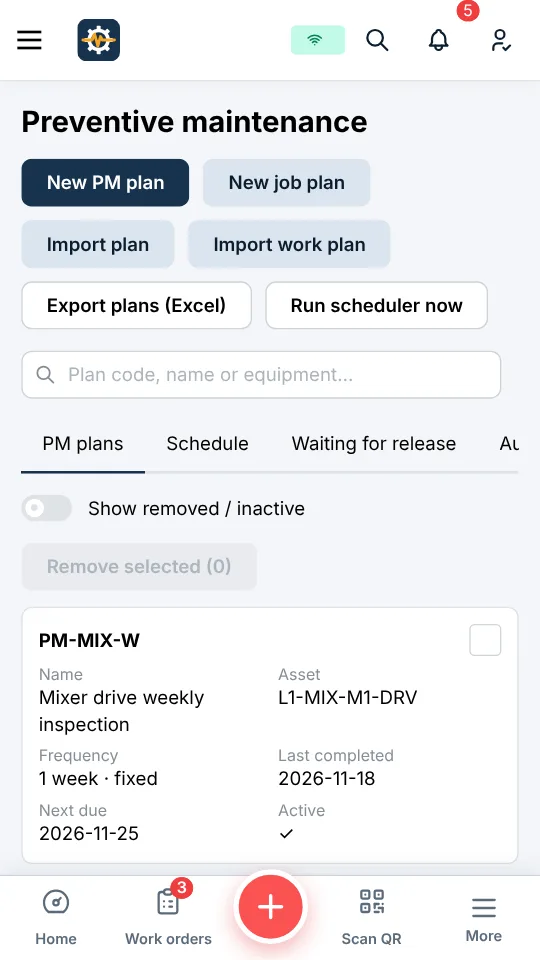 5
Preventive maintenance
New PM plan
New job plan
Import plan
Import work plan
Export plans (Excel)
Run scheduler now
Plan code, name or equipment...
PM plans
Schedule
Waiting for release
Au
Show removed / inactive
Remove selected (0)
PM-MIX-W
Name
Mixer drive weekly
inspection
Asset
L1-MIX-M1-DRV
Frequency
1 week · fixed
Last completed
2026-11-18
Next due
2026-11-25
Active
3
Home
Work orders
Scan QR
More